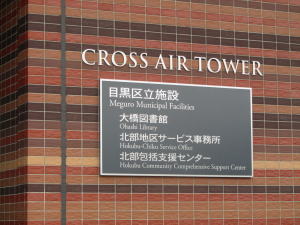 CROSS AIR TOWER
目黒区立施設
Meguro Municipal Facilities
大橋図書館
Ohashi Library
北部地区サービス事務所
Hokubu-Chiku Service Office
北部包括支援センター
Hokubu Community Comprehensive Support Center